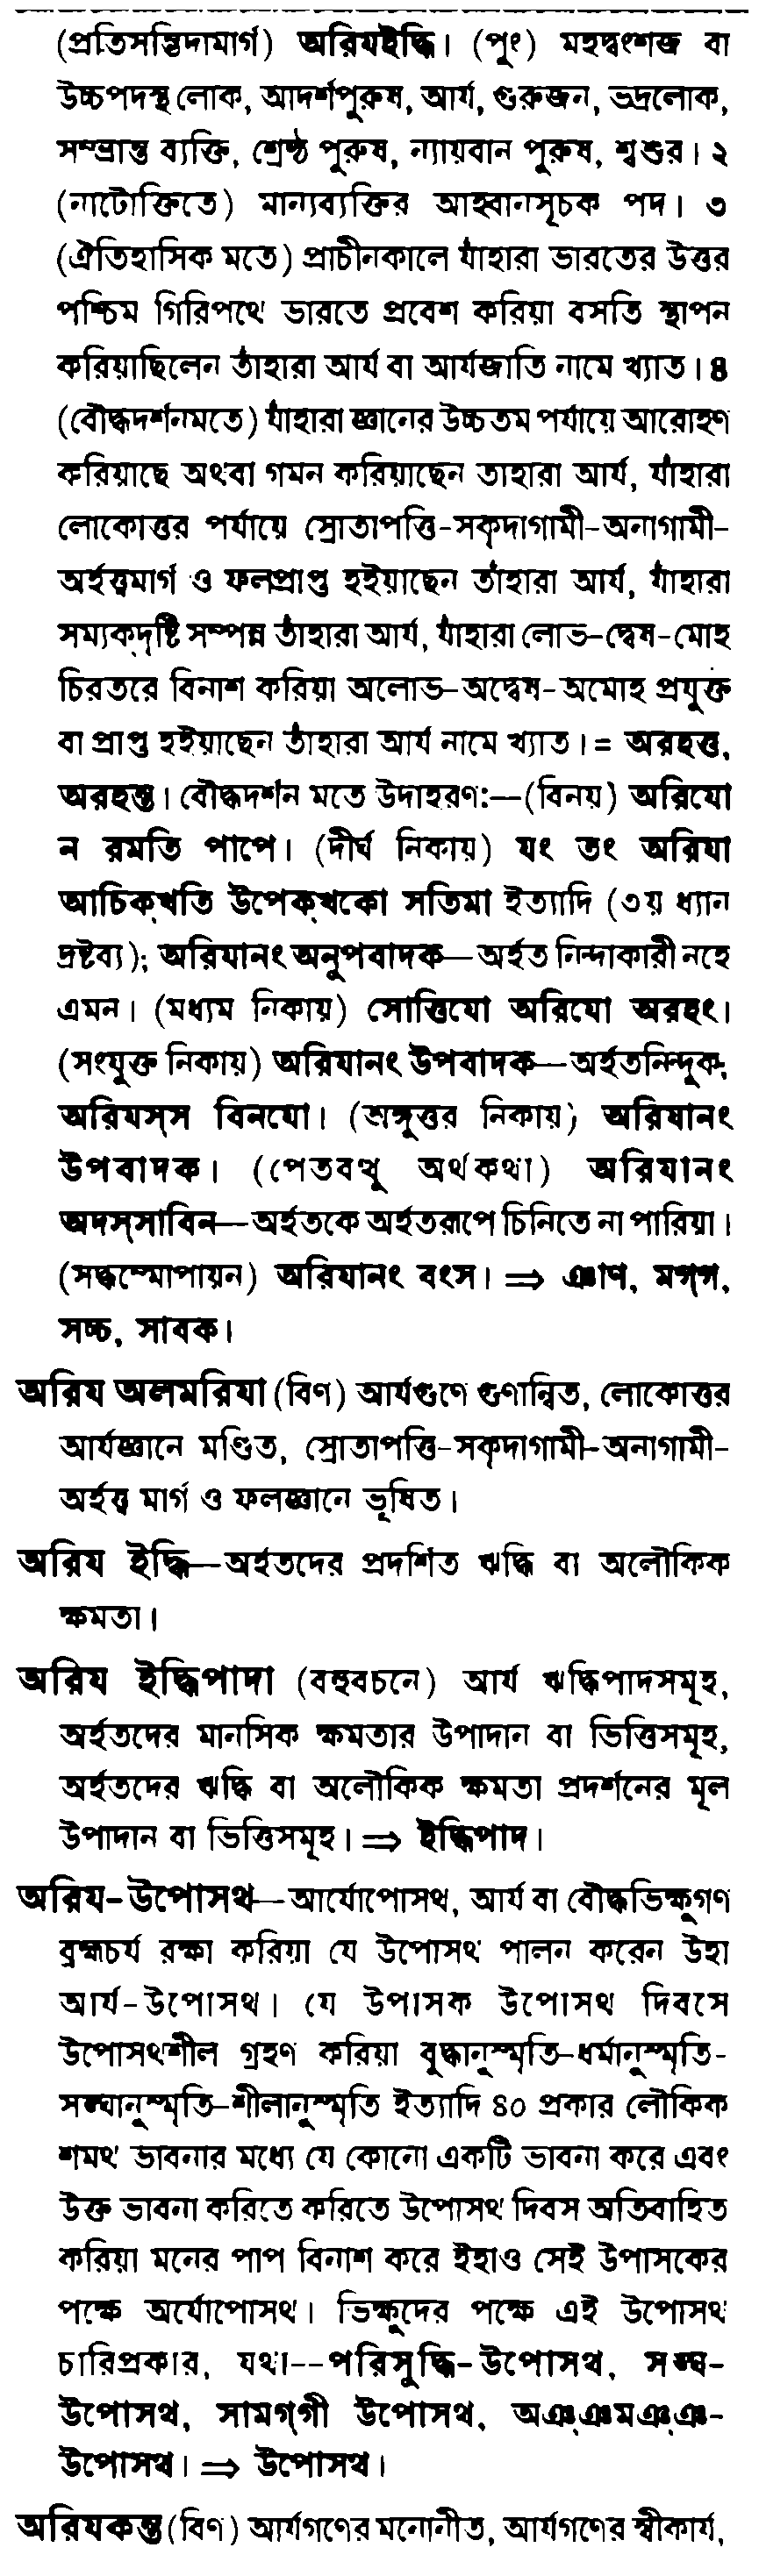 (প্রতিসম্ভিদামার্গ) অরিযইদ্ধি। (পুং) মহদ্বংশজ বা
উচ্চপদস্থ লোক, আদর্শপুরুষ, আর্য, গুরুজন, ভদ্রলোক,
সম্ভ্রান্ত ব্যক্তি, শ্রেষ্ঠ পুরুষ, ন্যায়বান পুরুষ, শ্বশুর। ২
(নাটোক্তিতে) মান্যব্যক্তির আহ্বানসূচক পদ। ৩
(ঐতিহাসিক মতে) প্রাচীনকালে যাঁহারা ভারতের উত্তর
পশ্চিম গিরিপথে ভারতে প্রবেশ করিয়া বসতি স্থাপন
করিয়াছিলেন তাঁহারা আর্য বা আর্যজাতি নামে খ্যাত। ৪
(বৌদ্ধদর্শনমতে) যাঁহারা জ্ঞানের উচ্চতম পর্যায়ে আরোহণ
করিয়াছে অথবা গমন করিয়াছেন তাহারা আর্য, যাঁহারা
লোকোত্তর পর্যায়ে স্রোতাপত্তি-সকৃদাগামী-অনাগামী-
অর্হত্ত্বমার্গ ও ফলপ্রাপ্ত হইয়াছেন তাঁহারা আর্য, যাঁহারা
সম্যক্‌দৃষ্টি সম্পন্ন তাঁহারা আর্য, যাঁহারা লোভ-দ্বেষ-মোহ
চিরতরে বিনাশ করিয়া অলোভ-অদ্বেষ-অমোহ প্রযুক্ত
বা প্রাপ্ত হইয়াছেন তাঁহারা আর্য নামে খ্যাত। = অরহত্ত,
অরহন্ত। বৌদ্ধদর্শন মতে উদাহরণ:—(বিনয়) অরিযো
ন রমতি পাপে। (দীর্ঘ নিকায়) যং তং অরিযা
আচিক্‌খতি উপেক্‌খকো সতিমা ইত্যাদি (৩য় ধ্যান
দ্রষ্টব্য); অরিযানং অনুপবাদক—অর্হত নিন্দাকারী নহে
এমন। (মধ্যম নিকায়) সোত্তিযো অরিযো অরহং।
(সংযুক্ত নিকায়) অরিযানং উপবাদক—অর্হতনিন্দুক;
অরিযস্‌স বিনযো। (অঙ্গুত্তর নিকায়) অরিযানং
উপবাদক। (পেতবত্থু অর্থকথা) অরিযানং
অদস্‌সাবিন—অর্হতকে অর্হতরূপে চিনিতে না পারিয়া।
(সদ্ধম্মোপায়ন) অরিযানং বংস। ⇒ ঞাণ, মগ্‌গ,
সচ্চ, সাবক।
অরিয অলমরিযা (বিণ) আর্যগুণে গুণান্বিত, লোকোত্তর
আর্যজ্ঞানে মণ্ডিত, স্রোতাপত্তি-সকৃদাগামী-অনাগামী-
অর্হত্ত্ব মার্গ ও ফলজ্ঞানে ভূষিত।
অরিয ইদ্ধি—অর্হতদের প্রদর্শিত ঋদ্ধি বা অলৌকিক
ক্ষমতা।
অরিয ইদ্ধিপাদা (বহুবচনে) আর্য ঋদ্ধিপাদসমূহ,
অর্হতদের মানসিক ক্ষমতার উপাদান বা ভিত্তিসমূহ,
অর্হতদের ঋদ্ধি বা অলৌকিক ক্ষমতা প্রদর্শনের মূল
উপাদান বা ভিত্তিসমূহ। ⇒ ইদ্ধিপাদ।
অরিয-উপোসথ—আর্যোপোসথ, আর্য বা বৌদ্ধভিক্ষুগণ
ব্রহ্মচর্য রক্ষা করিয়া যে উপোসথ পালন করেন উহা
আর্য-উপোসথ। যে উপাসক উপোসথ দিবসে
উপোসথশীল গ্রহণ করিয়া বুদ্ধানুস্মৃতি-ধর্মানুস্মৃতি-
সঙ্ঘানুস্মৃতি-শীলানুস্মৃতি ইত্যাদি ৪০ প্রকার লৌকিক
শমথ ভাবনার মধ্যে যে কোনো একটি ভাবনা করে এবং
উক্ত ভাবনা করিতে করিতে উপোসথ দিবস অতিবাহিত
করিয়া মনের পাপ বিনাশ করে ইহাও সেই উপাসকের
পক্ষে অর্যোপোসথ। ভিক্ষুদের পক্ষে এই উপোসথ
চারিপ্রকার, যথা--পরিসুদ্ধি-উপোসথ, সঙ্ঘ-
উপোসথ, সামগ্‌গী উপোসথ, অঞ্‌ঞমঞ্‌ঞ-
উপোসথ। ⇒ উপোসথ।
অরিযকন্ত (বিণ) আর্যগণের মনোনীত, আর্যগণের স্বীকার্য,